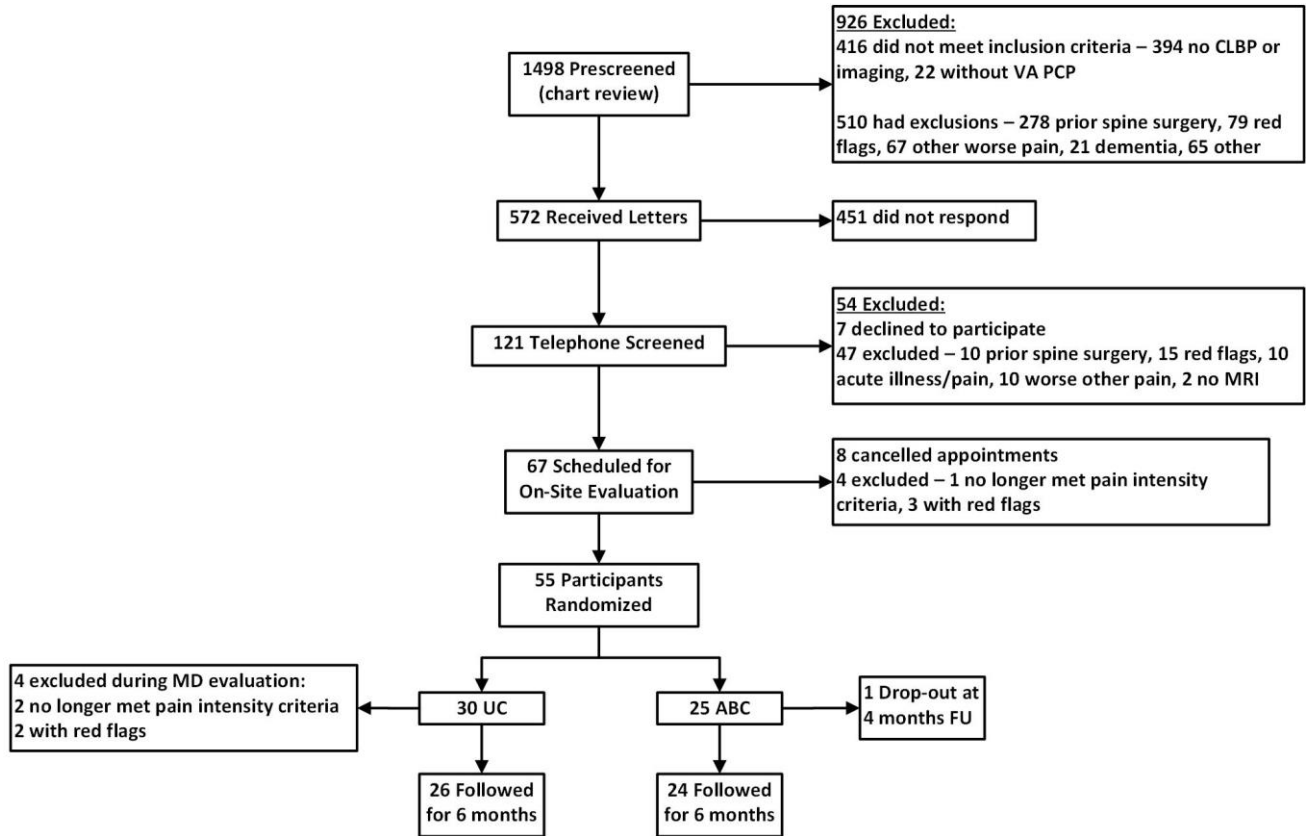 1498 Prescreened
(chart review)
926 Excluded:
416 did not meet inclusion criteria – 394 no CLBP or
imaging, 22 without VA PCP
510 had exclusions – 278 prior spine surgery, 79 red
flags, 67 other worse pain, 21 dementia, 65 other
572 Received Letters
451 did not respond
121 Telephone Screened
54 Excluded:
7 declined to participate
47 excluded – 10 prior spine surgery, 15 red flags, 10
acute illness/pain, 10 worse other pain, 2 no MRI
67 Scheduled for
On-Site Evaluation
8 cancelled appointments
4 excluded – 1 no longer met pain intensity
criteria, 3 with red flags
55 Participants
Randomized
4 excluded during MD evaluation:
2 no longer met pain intensity criteria
2 with red flags
30 UC
25 ABC
1 Drop-out at
4 months FU
26 Followed
for 6 months
24 Followed
for 6 months